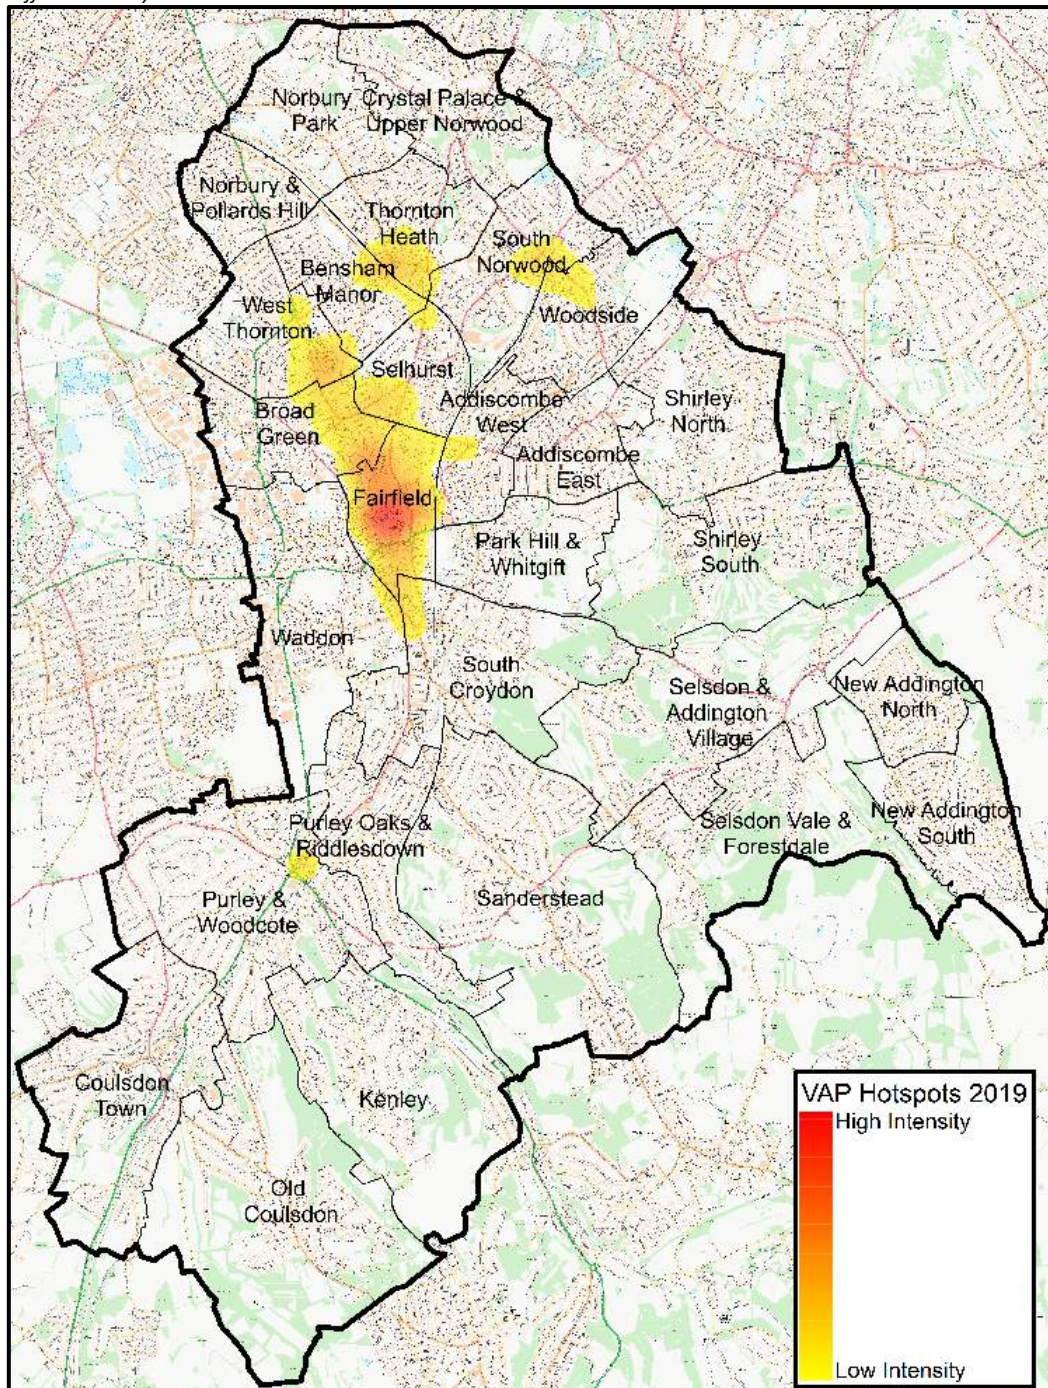 Norbury
Park
Crystal Palace &
Upper Norwood
Norbury &
Pollards Hill
Thornton
Heath
South
Norwood
Bensham
Manor
West
Thornton
Woodside
Selhurst
Broad
Green
Addiscombe
West
Shirley
North
Addiscombe
East
Fairfield
Park Hill &
Whitgift
Shirley
South
Waddon
South
Croydon
Selsdon &
Addington
Village
New Addington
North
Purley Oaks &
Riddlesdown
Selsdon Vale &
Forestdale
New Addington
South
Purley &
Woodcote
Sanderstead
Coulsdon
Town
Kenley
Old
Coulsdon
VAP Hotspots 2019
High Intensity
Low Intensity